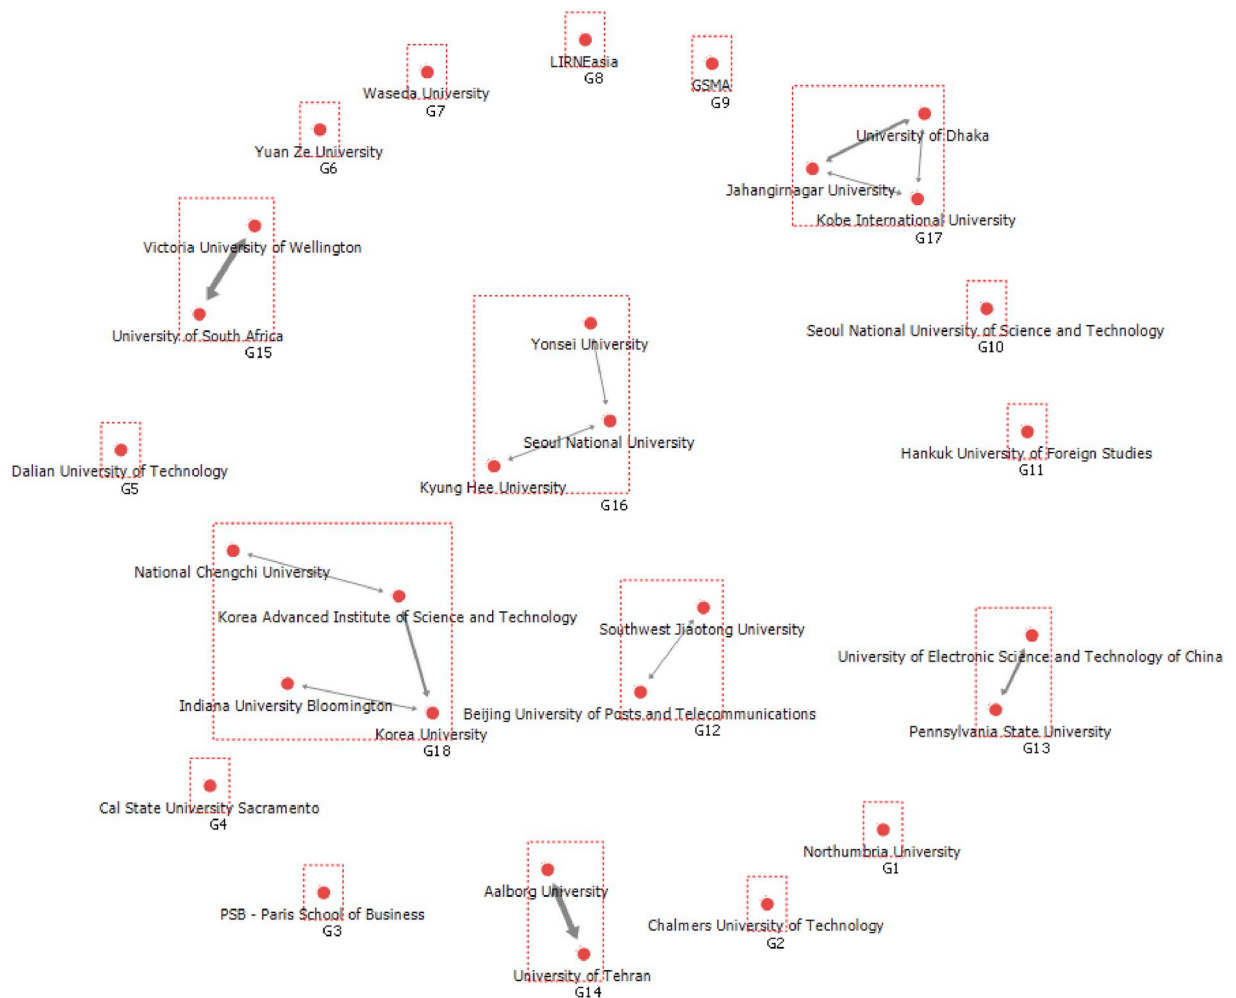 LIRNEasia
G8
GSMA
G9
Waseda University
G7
Yuan Ze University
G6
University of Dhaka
Jahangirnagar University
Kobe International University
G17
Victoria University of Wellington
University of South Africa
G15
Seoul National University of Science and Technology
G10
Yonsei University
Seoul National University
Kyung Hee University
G16
Hankuk University of Foreign Studies
G11
Dalian University of Technology
G5
National Chengchi University
Korea Advanced Institute of Science and Technology
Indiana University Bloomington
Korea University
G18
Southwest Jiaotong University
Beijing University of Posts and Telecommunications
G12
University of Electronic Science and Technology of China
Pennsylvania State University
G13
Cal State University Sacramento
G4
Northumbria University
G1
PSB - Paris School of Business
G3
Aalborg University
University of Tehran
G14
Chalmers University of Technology
G2